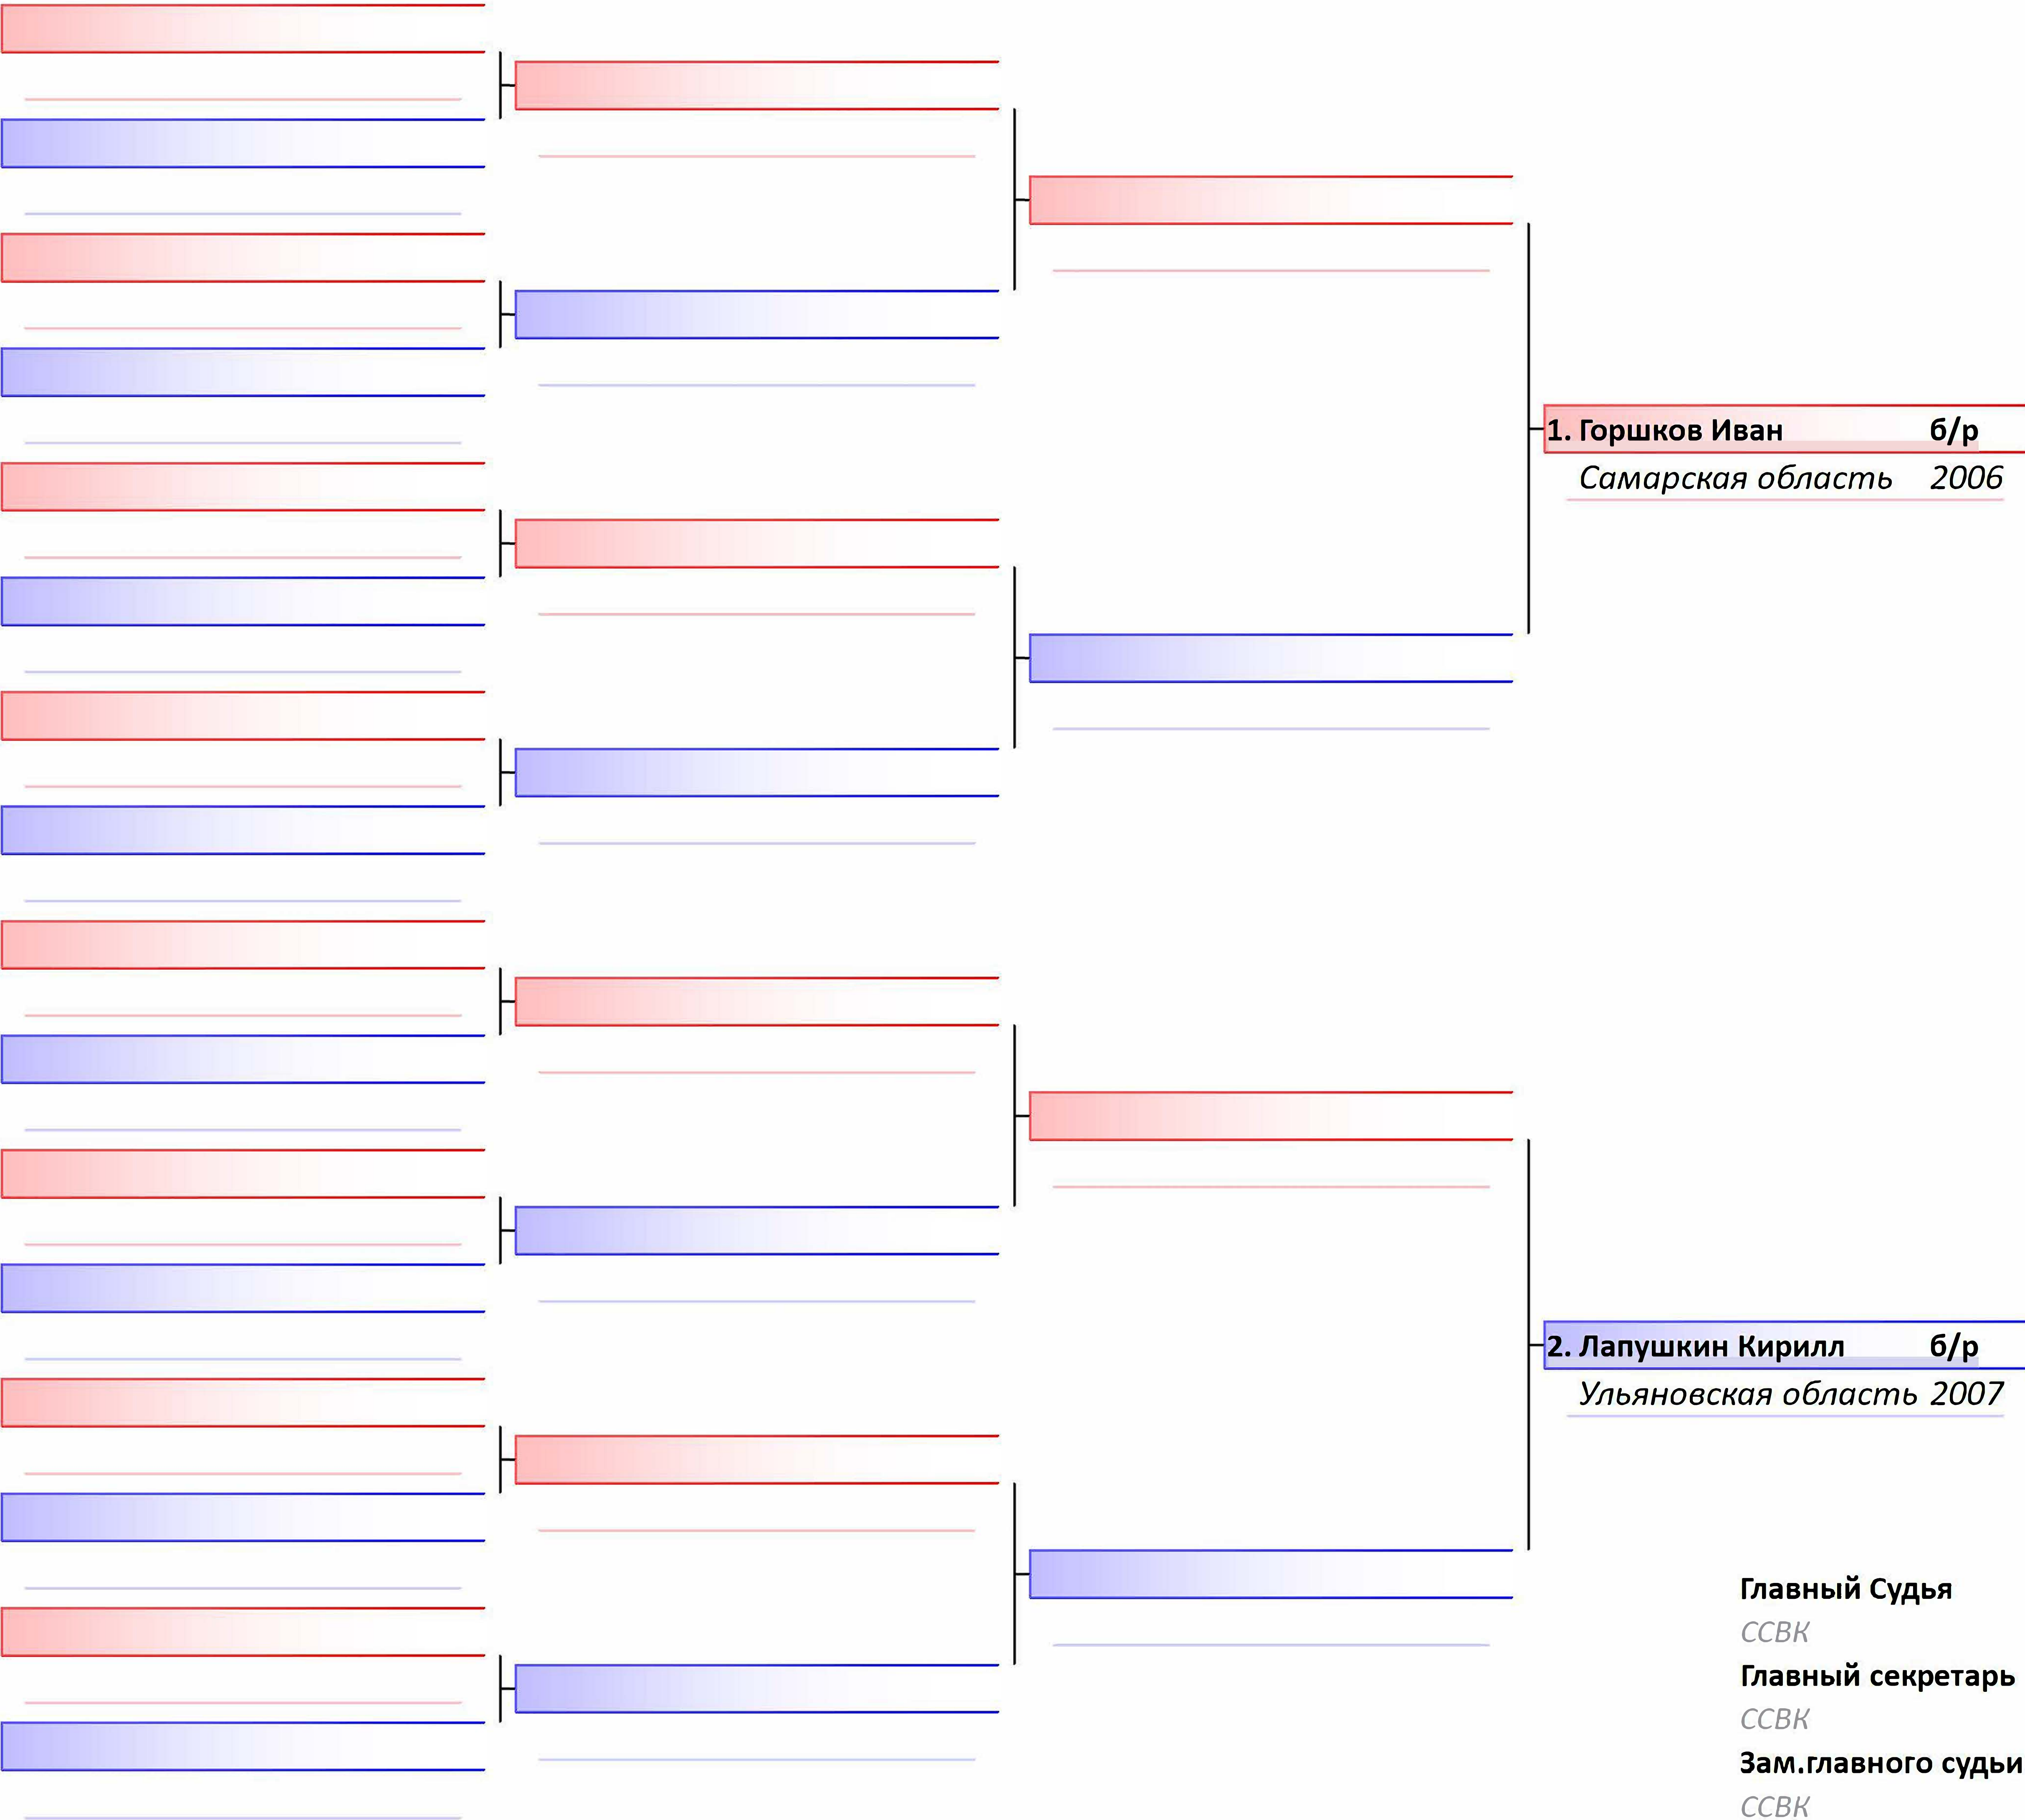 1. Горшков Иван б/р
Самарская область 2006
2. Лапушкин Кирилл б/р
Ульяновская область 2007
Главный Судья
ССВК
Главный секретарь
ССВК
Зам.главного судьи
ССВК